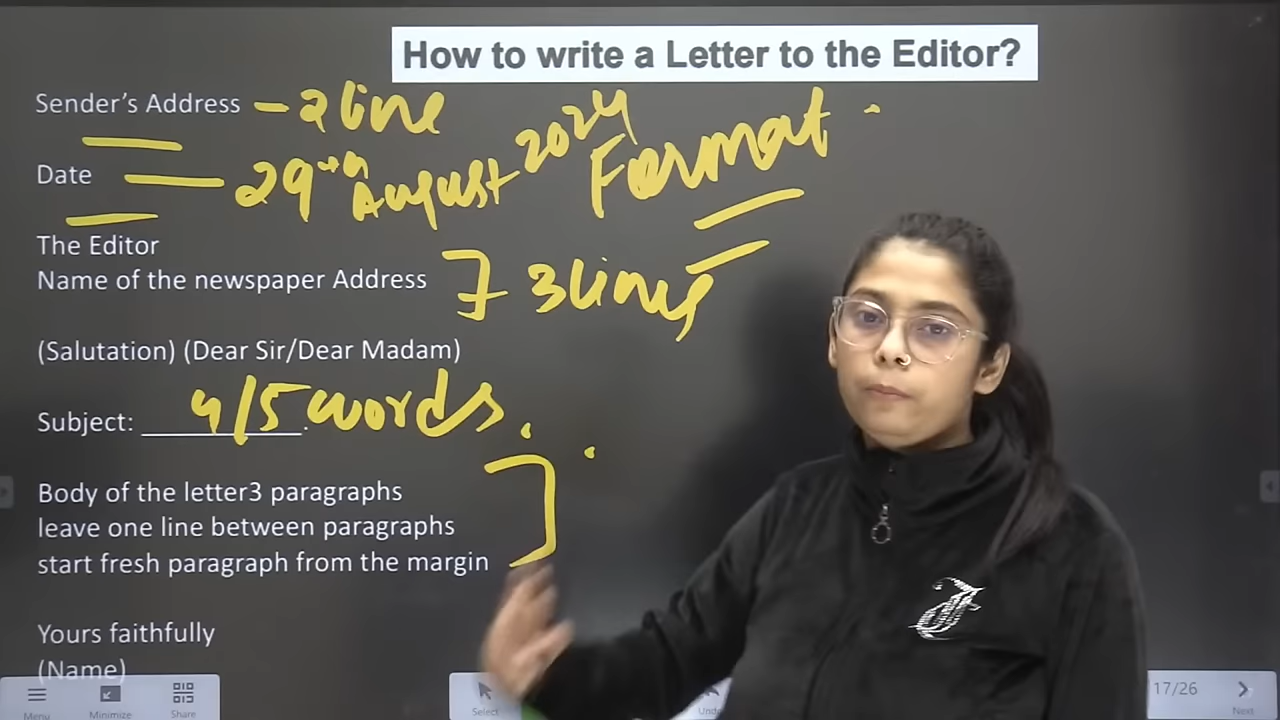 How to write a Letter to the Editor?
Sender's Address - 2 line
Date 29th August 2024
Format
The Editor
Name of the newspaper Address 3 lines
(Salutation) (Dear Sir/Dear Madam)
Subject: __________. 4/5 words.
Body of the letter3 paragraphs
leave one line between paragraphs
start fresh paragraph from the margin
Yours faithfully
(Name)
Menu
Minimize
Share
Select
Undo
17/26
Next